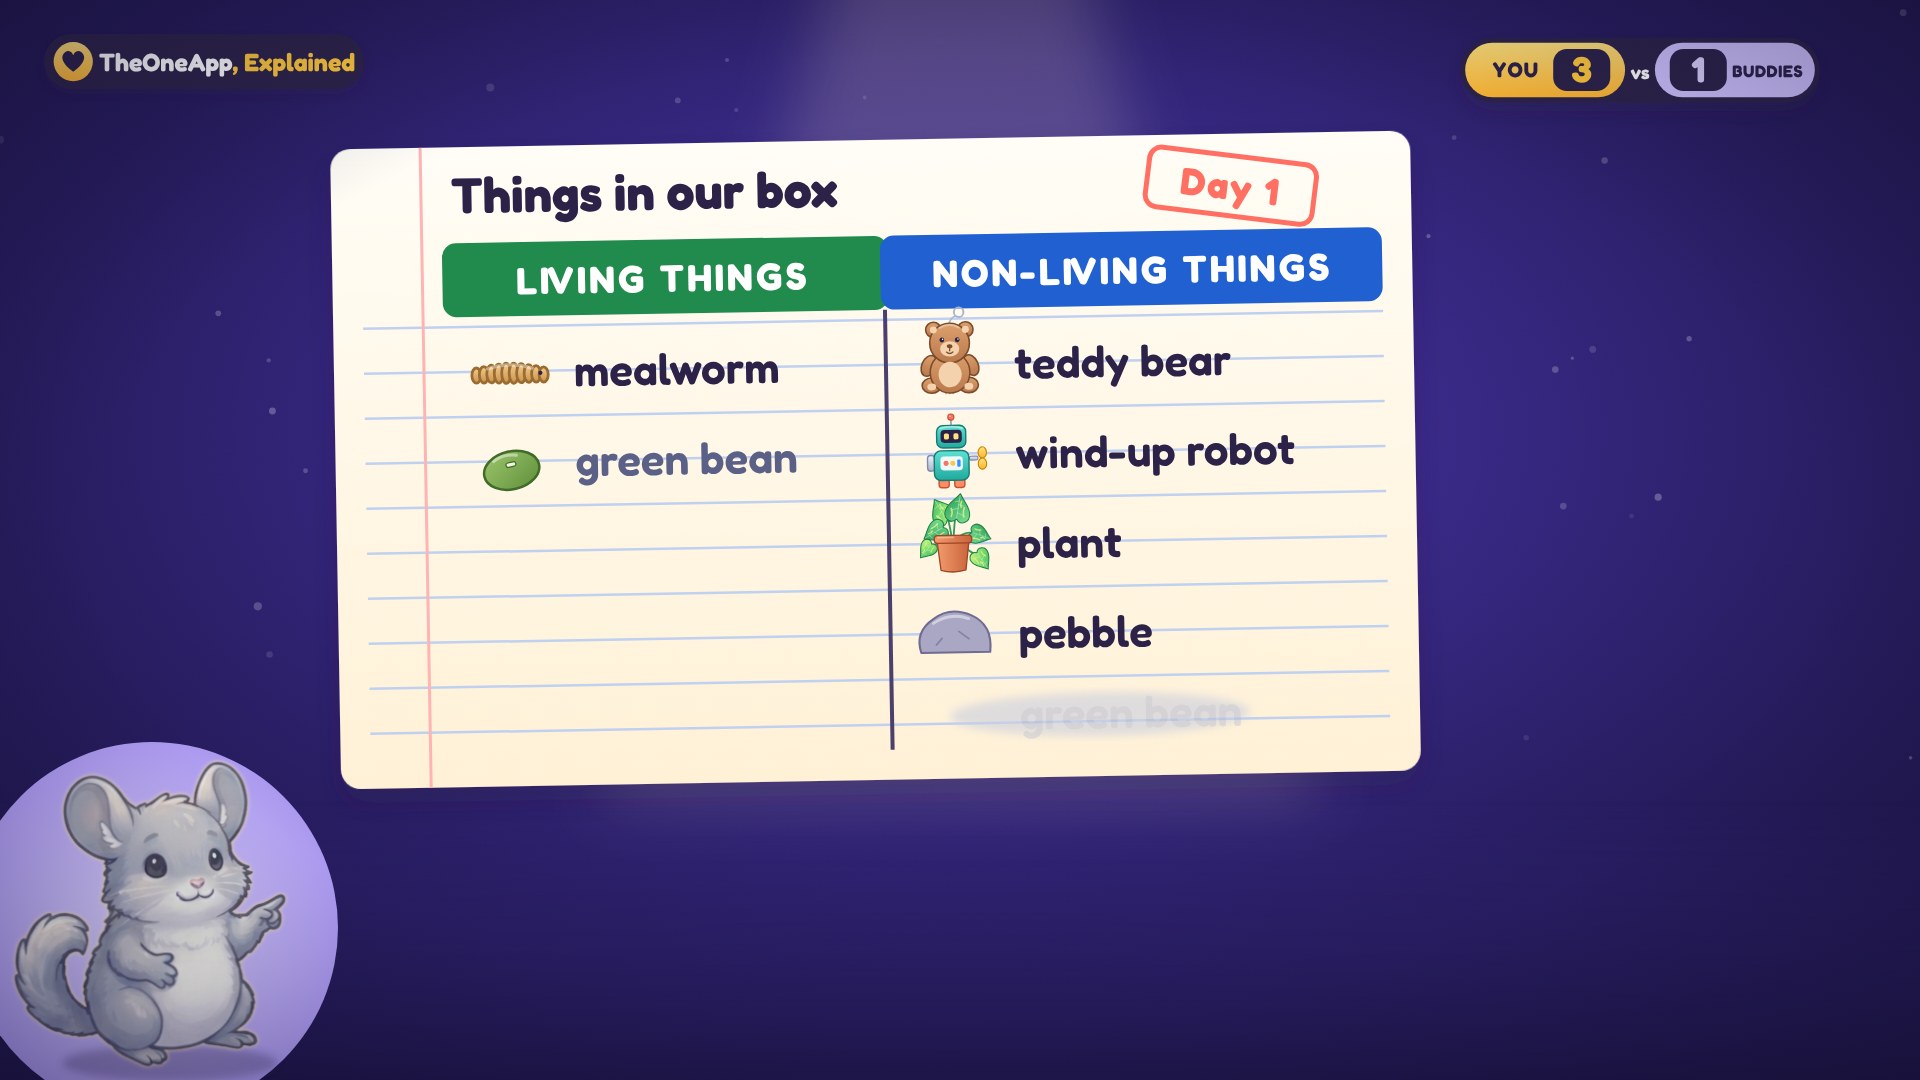 TheOneApp, Explained
YOU 3 vs 1 BUDDIES
Things in our box
Day 1
LIVING THINGS
NON-LIVING THINGS
mealworm
teddy bear
green bean
wind-up robot
plant
pebble
green bean